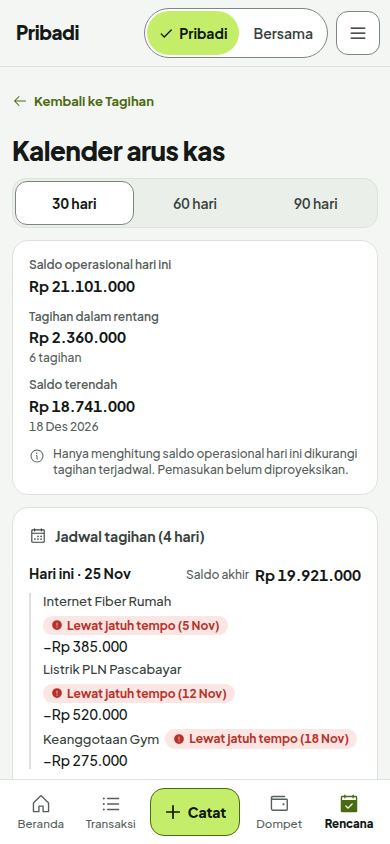 Pribadi
Pribadi
Bersama
Kembali ke Tagihan
Kalender arus kas
30 hari
60 hari
90 hari
Saldo operasional hari ini
Rp 21.101.000
Tagihan dalam rentang
Rp 2.360.000
6 tagihan
Saldo terendah
Rp 18.741.000
18 Des 2026
Hanya menghitung saldo operasional hari ini dikurangi
tagihan terjadwal. Pemasukan belum diproyeksikan.
Jadwal tagihan (4 hari)
Hari ini · 25 Nov
Saldo akhir Rp 19.921.000
Internet Fiber Rumah
Lewat jatuh tempo (5 Nov)
−Rp 385.000
Listrik PLN Pascabayar
Lewat jatuh tempo (12 Nov)
−Rp 520.000
Keanggotaan Gym Lewat jatuh tempo (18 Nov)
−Rp 275.000
Beranda
Transaksi
Catat
Dompet
Rencana